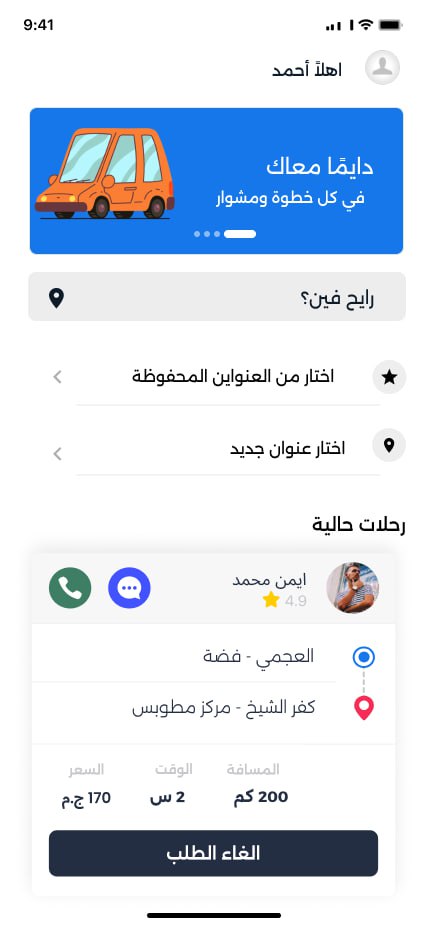 9:41
اهلاً أحمد
دايمًا معاك
في كل خطوة ومشوار
رايح فين؟
اختار من العنواين المحفوظة
اختار عنوان جديد
رحلات حالية
ايمن محمد
4.9
العجمي - فضة
كفر الشيخ - مركز مطوبس
المسافة الوقت السعر
200 كم 2 س 170 ج.م
الغاء الطلب